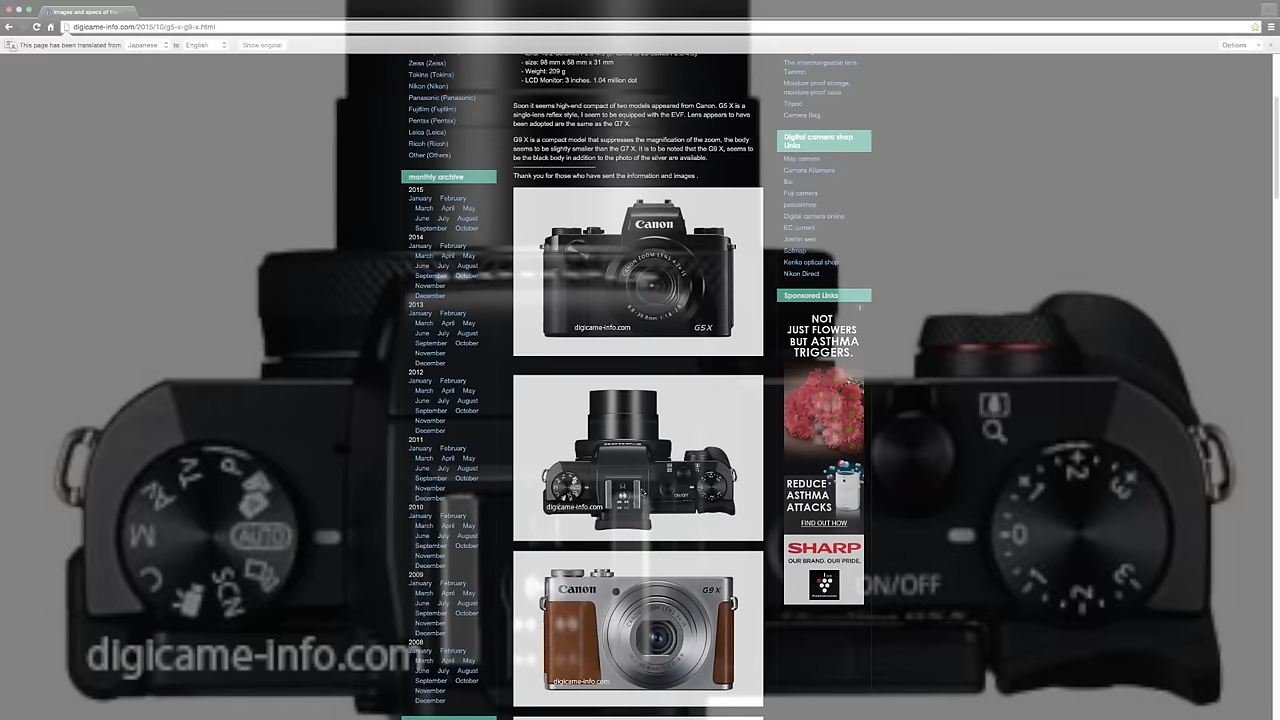 Images and specs of the
digicame-info.com/2015/10/g5-x-g9-x.html
This page has been translated from Japanese to English Show original Options
Zeiss (Zeiss)
Tokina (Tokina)
Nikon (Nikon)
Panasonic (Panasonic)
Fujifilm (Fujifilm)
Pentax (Pentax)
Leica (Leica)
Ricoh (Ricoh)
Other (Others)
monthly archive
2015
January February
March April May
June July August
September October
2014
January February
March April May
June July August
September October
November
December
2013
January February
March April May
June July August
September October
November
December
2012
January February
March April May
June July August
September October
November
December
2011
January February
March April May
June July August
September October
November
December
2010
January February
March April May
June July August
September October
November
December
2009
January February
March April May
June July August
September October
November
December
2008
January February
March April May
June July August
September October
November
December
- size: 98 mm x 58 mm x 31 mm
- Weight: 209 g
- LCD Monitor: 3 inches. 1.04 million dot
Soon it seems high-end compact of two models appeared from Canon. G5 X is a
single-lens reflex style, I seem to be equipped with the EVF. Lens appears to
have been adopted are the same as the G7 X.
G9 X is a compact model that suppresses the magnification of the zoom, the body
seems to be slightly smaller than the G7 X. It is to be noted that the G9 X, seems to
be the black body in addition to the photo of the silver are available.
Thank you for those who have sent the information and images .
Canon
CANON ZOOM LENS
digicame-info.com
G5X
digicame-info.com
ON/OFF
Canon
G9 X
digicame-info.com
The interchangeable lens
Tamron
Moisture proof storage,
moisture proof case
Tripod
Camera Bag
Digital camera shop
Links
Map camera
Camera Kitamura
Bic
Fuji camera
Digital camera online
EC current
Joshin web
Sofmap
Kenko optical shop
Nikon Direct
Sponsored Links
NOT
JUST FLOWERS
BUT ASTHMA
TRIGGERS.
REDUCE
ASTHMA
ATTACKS
FIND OUT HOW
SHARP
OUR BRAND. OUR PRIDE.
P
Tv
M
AUTO
SCN
ON/OFF
digicame-info.com